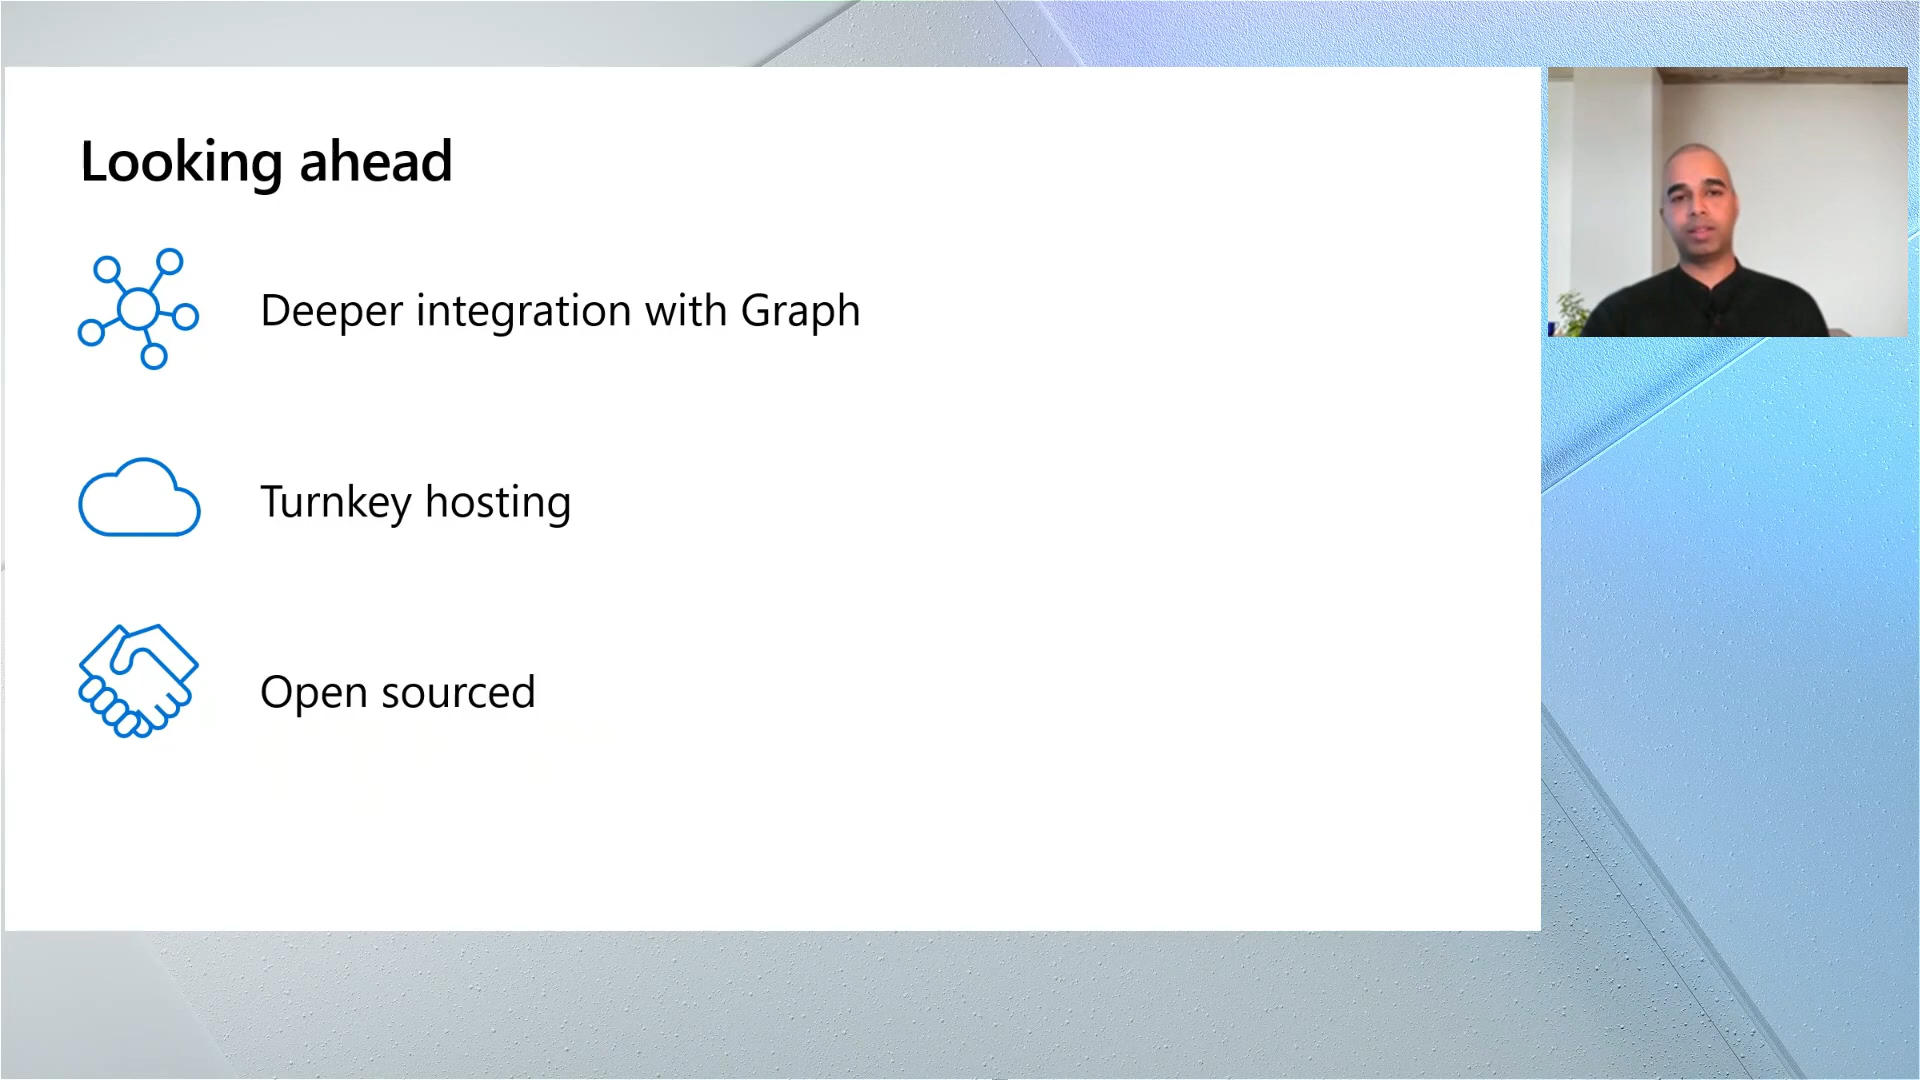 Looking ahead
Deeper integration with Graph
Turnkey hosting
Open sourced